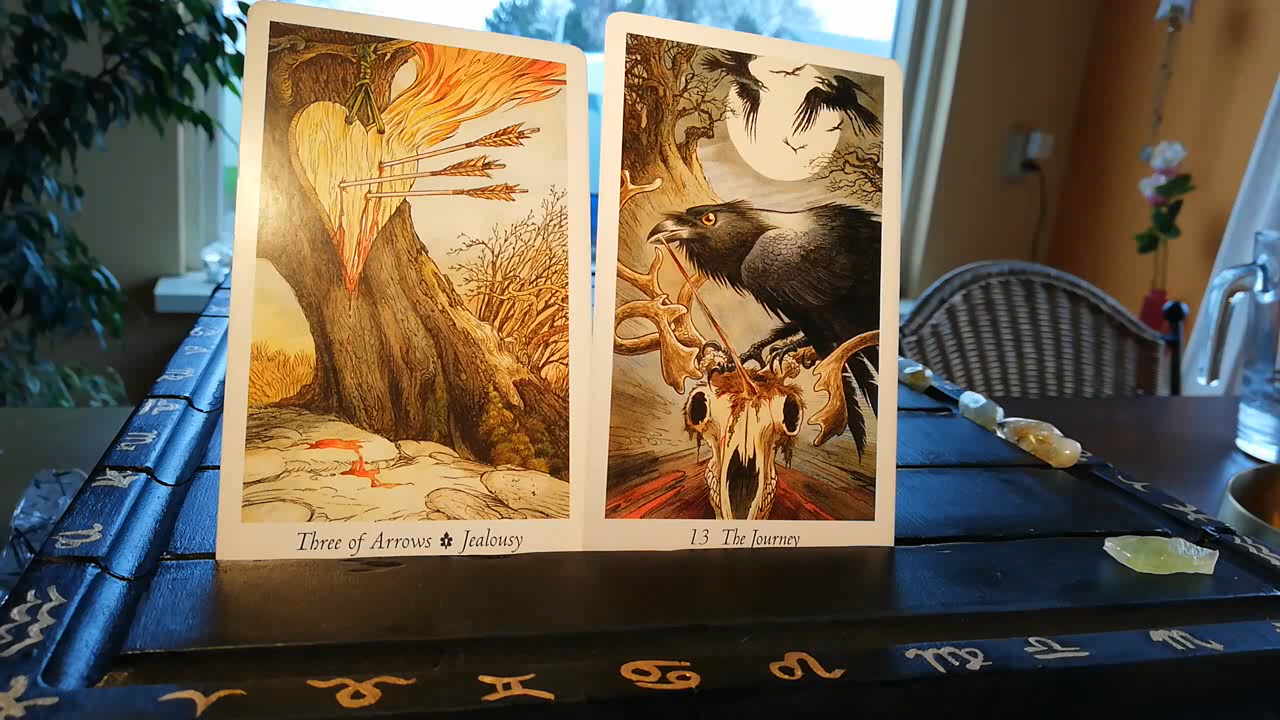 Three of Arrows ✽ Jealousy
13 The Journey
♈ ♉ ♊ ♋ ♌ ♍ ♎ ♏